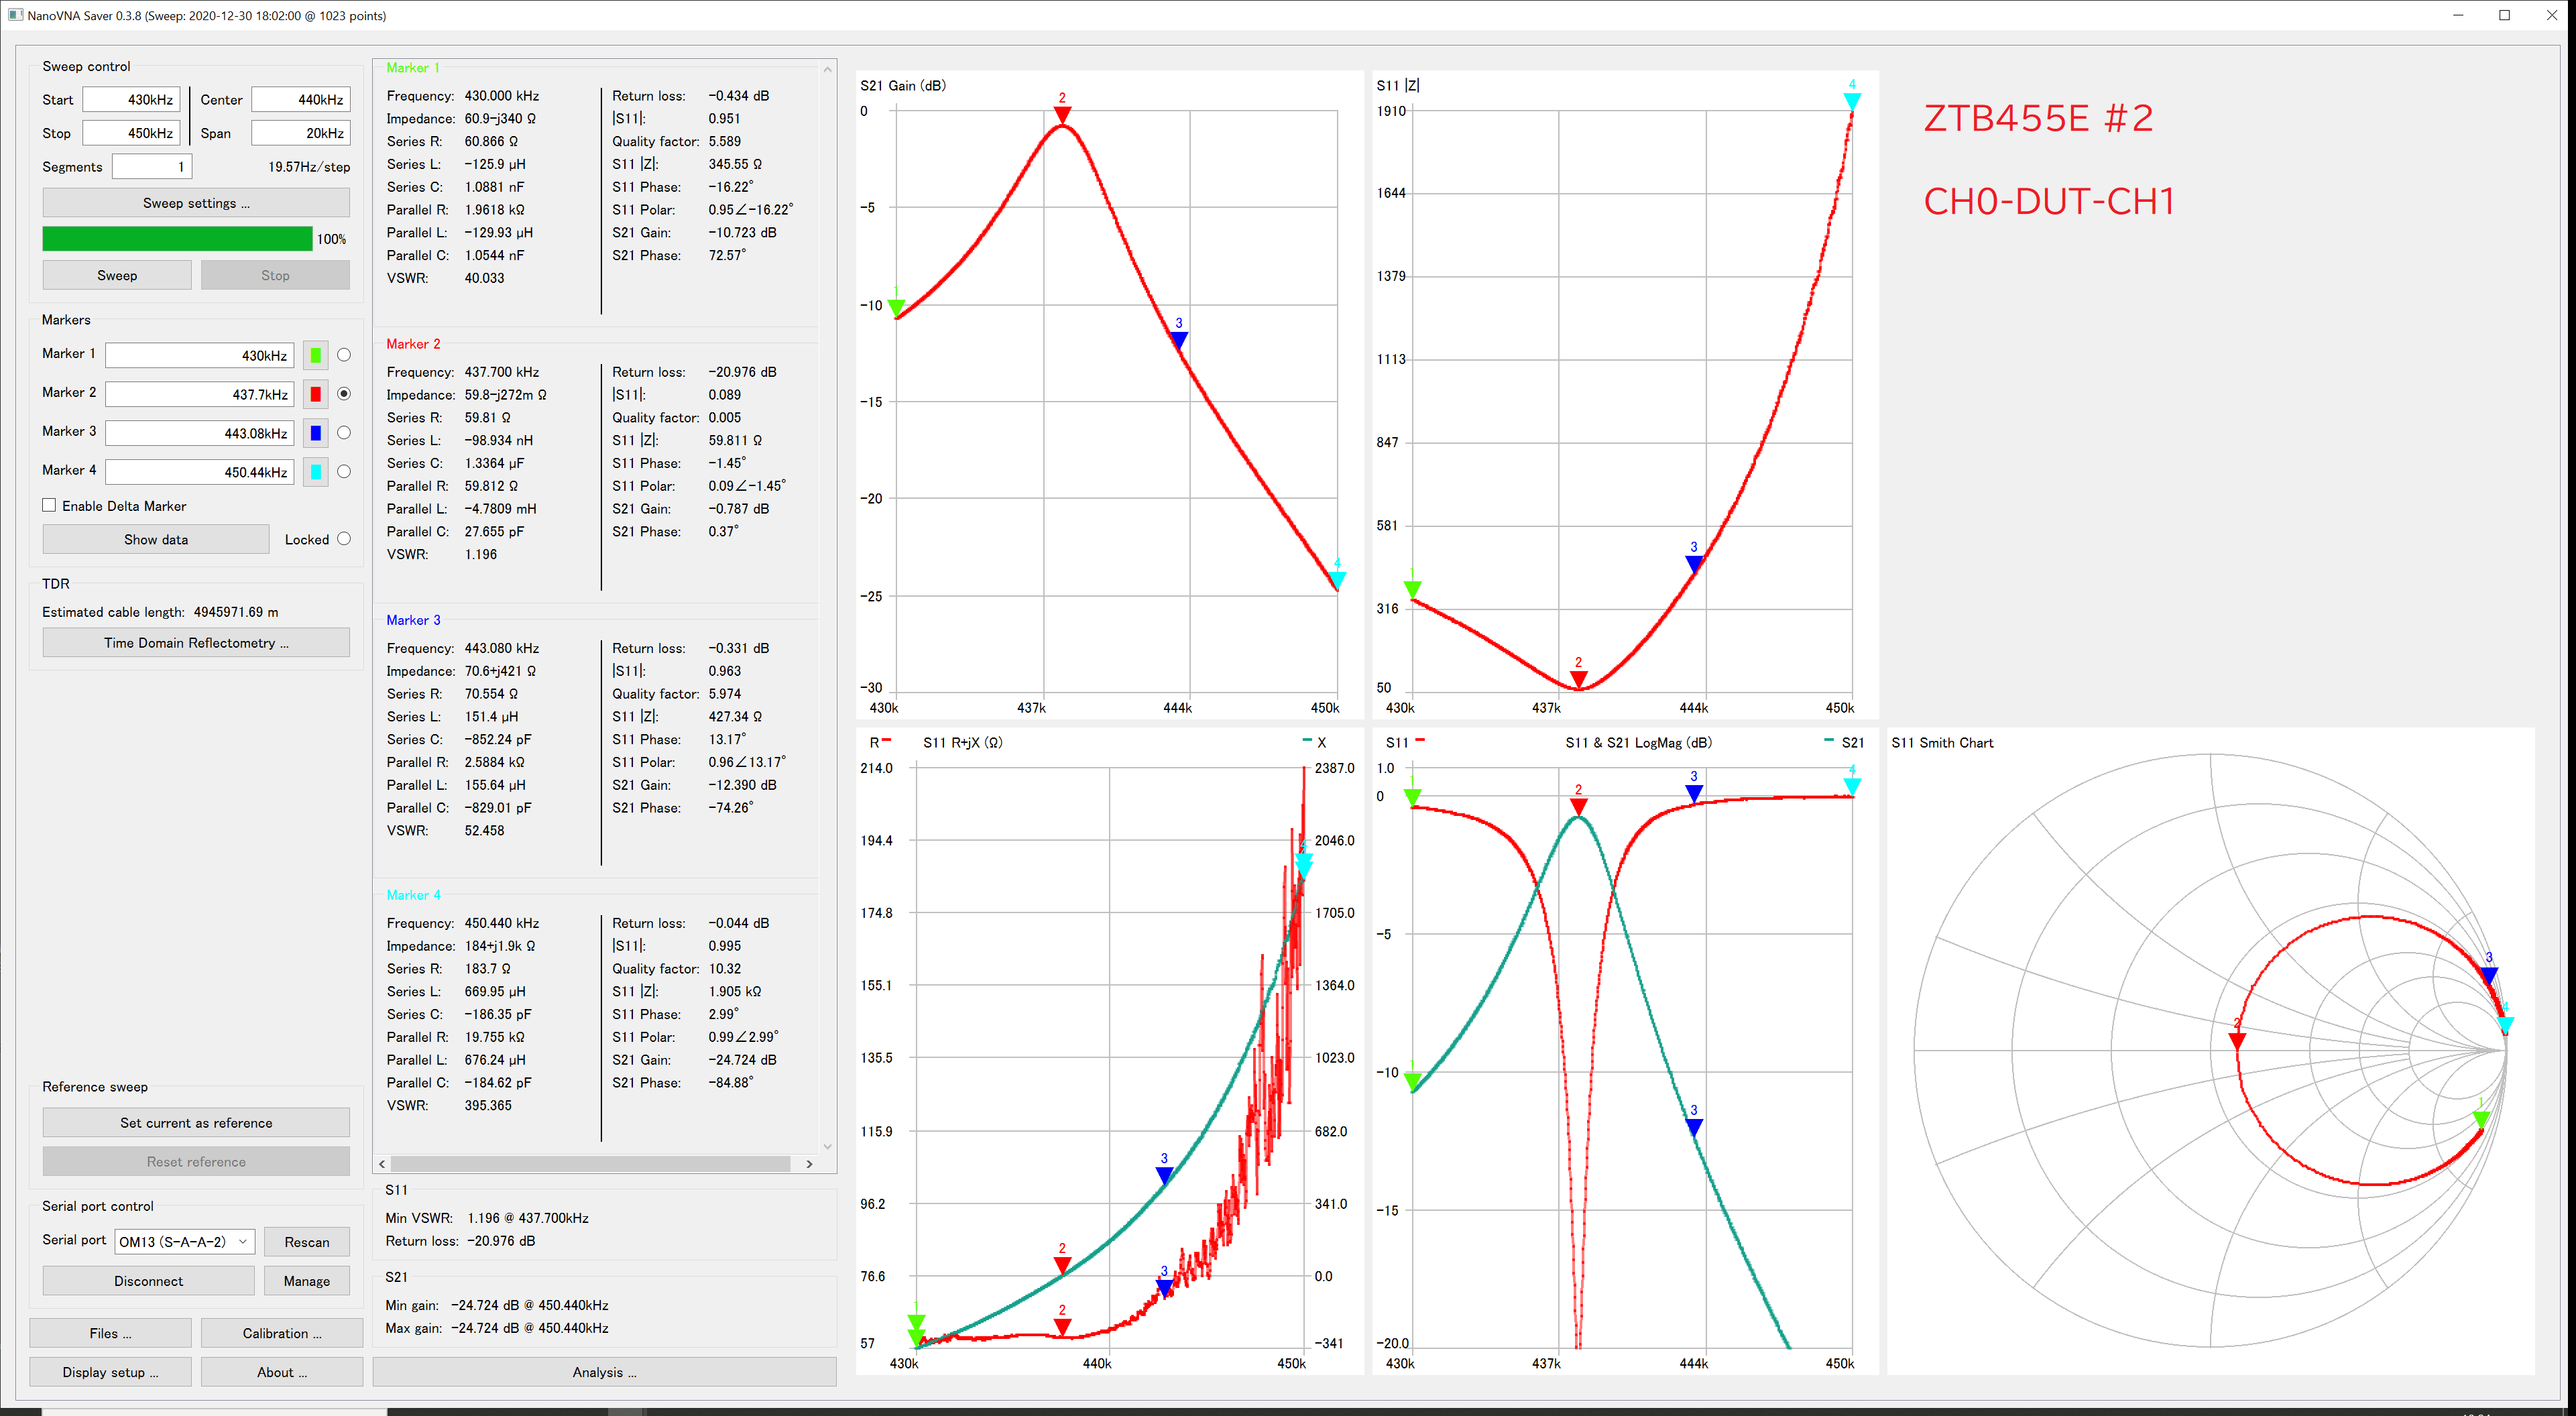 NanoVNA Saver 0.3.8 (Sweep: 2020-12-30 18:02:00 @ 1023 points)
Sweep control
Start 430kHz Center 440kHz
Stop 450kHz Span 20kHz
Segments 1 19.57Hz/step
Sweep settings ...
100%
Sweep Stop
Markers
Marker 1 430kHz
Marker 2 437.7kHz
Marker 3 443.08kHz
Marker 4 450.44kHz
Enable Delta Marker
Show data Locked
TDR
Estimated cable length: 4945971.69 m
Time Domain Reflectometry ...
Reference sweep
Set current as reference
Reset reference
Serial port control
Serial port OM13 (S-A-A-2) Rescan
Disconnect Manage
Files ... Calibration ...
Display setup ... About ...
Marker 1
Frequency: 430.000 kHz Return loss: -0.434 dB
Impedance: 60.9-j340 Ω |S11|: 0.951
Series R: 60.866 Ω Quality factor: 5.589
Series L: -125.9 μH S11 |Z|: 345.55 Ω
Series C: 1.0881 nF S11 Phase: -16.22°
Parallel R: 1.9618 kΩ S11 Polar: 0.95∠-16.22°
Parallel L: -129.93 μH S21 Gain: -10.723 dB
Parallel C: 1.0544 nF S21 Phase: 72.57°
VSWR: 40.033
Marker 2
Frequency: 437.700 kHz Return loss: -20.976 dB
Impedance: 59.8-j272m Ω |S11|: 0.089
Series R: 59.81 Ω Quality factor: 0.005
Series L: -98.934 nH S11 |Z|: 59.811 Ω
Series C: 1.3364 μF S11 Phase: -1.45°
Parallel R: 59.812 Ω S11 Polar: 0.09∠-1.45°
Parallel L: -4.7809 mH S21 Gain: -0.787 dB
Parallel C: 27.655 pF S21 Phase: 0.37°
VSWR: 1.196
Marker 3
Frequency: 443.080 kHz Return loss: -0.331 dB
Impedance: 70.6+j421 Ω |S11|: 0.963
Series R: 70.554 Ω Quality factor: 5.974
Series L: 151.4 μH S11 |Z|: 427.34 Ω
Series C: -852.24 pF S11 Phase: 13.17°
Parallel R: 2.5884 kΩ S11 Polar: 0.96∠13.17°
Parallel L: 155.64 μH S21 Gain: -12.390 dB
Parallel C: -829.01 pF S21 Phase: -74.26°
VSWR: 52.458
Marker 4
Frequency: 450.440 kHz Return loss: -0.044 dB
Impedance: 184+j1.9k Ω |S11|: 0.995
Series R: 183.7 Ω Quality factor: 10.32
Series L: 669.95 μH S11 |Z|: 1.905 kΩ
Series C: -186.35 pF S11 Phase: 2.99°
Parallel R: 19.755 kΩ S11 Polar: 0.99∠2.99°
Parallel L: 676.24 μH S21 Gain: -24.724 dB
Parallel C: -184.62 pF S21 Phase: -84.88°
VSWR: 395.365
S11
Min VSWR: 1.196 @ 437.700kHz
Return loss: -20.976 dB
S21
Min gain: -24.724 dB @ 450.440kHz
Max gain: -24.724 dB @ 450.440kHz
Analysis ...
S21 Gain (dB)
0
-5
-10
-15
-20
-25
-30
430k 437k 444k 450k
1 2 3 4
S11 |Z|
1910
1644
1379
1113
847
581
316
50
430k 437k 444k 450k
1 2 3 4
ZTB455E #2
CH0-DUT-CH1
R S11 R+jX (Ω) X
214.0 2387.0
194.4 2046.0
174.8 1705.0
155.1 1364.0
135.5 1023.0
115.9 682.0
96.2 341.0
76.6 0.0
57 -341
430k 440k 450k
1 2 2 3 3
S11 S11 & S21 LogMag (dB) S21
1.0
0
-5
-10
-15
-20.0
430k 437k 444k 450k
1 1 2 3 3 4
S11 Smith Chart
1 2 3 4